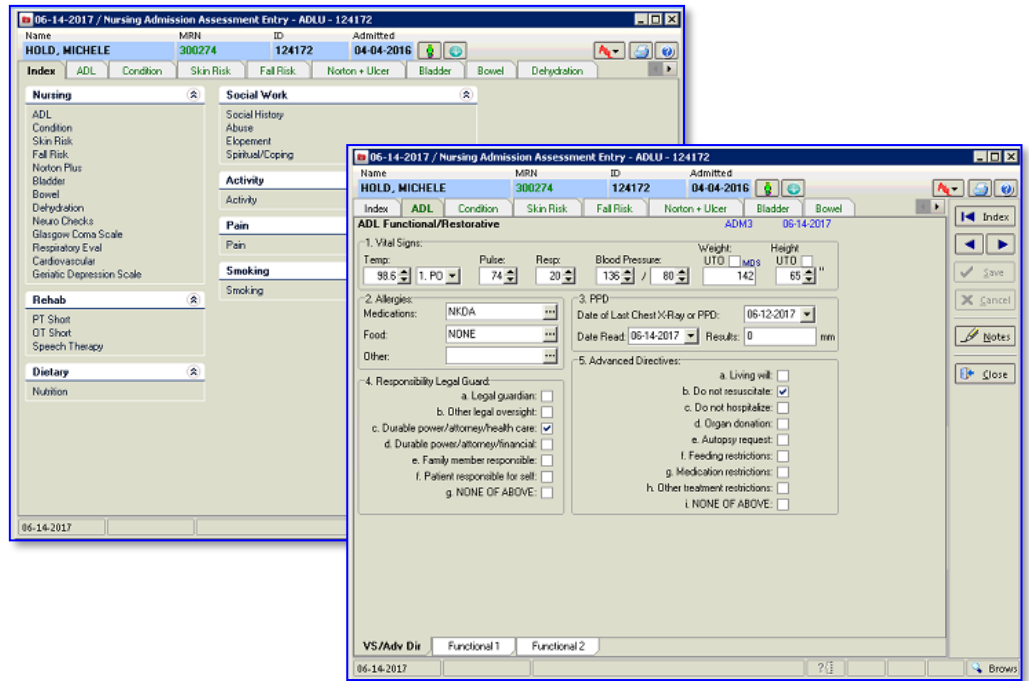 06-14-2017 / Nursing Admission Assessment Entry - ADLU - 124172
Name MRN ID Admitted
HOLD, MICHELE 300274 124172 04-04-2016
Index ADL Condition Skin Risk Fall Risk Norton + Ulcer Bladder Bowel Dehydration
Nursing
ADL
Condition
Skin Risk
Fall Risk
Norton Plus
Bladder
Bowel
Dehydration
Neuro Checks
Glasgow Coma Scale
Respiratory Eval
Cardiovascular
Geriatic Depression Scale
Rehab
PT Short
OT Short
Speech Therapy
Dietary
Nutrition
Social Work
Social History
Abuse
Elopement
Spiritual/Coping
Activity
Activity
Pain
Pain
Smoking
Smoking
06-14-2017
06-14-2017 / Nursing Admission Assessment Entry - ADLU - 124172
Name MRN ID Admitted
HOLD, MICHELE 300274 124172 04-04-2016
Index ADL Condition Skin Risk Fall Risk Norton + Ulcer Bladder Bowel
ADL Functional/Restorative ADM3 06-14-2017
1. Vital Signs:
Temp: Pulse: Resp: Blood Pressure: Weight: UTO MDS Height UTO
98.6 1. PO 74 20 136 / 80 142 65 "
2. Allergies:
Medications: NKDA
Food: NONE
Other:
3. PPD
Date of Last Chest X-Ray or PPD: 06-12-2017
Date Read: 06-14-2017 Results: 0 mm
4. Responsibility Legal Guard:
a. Legal guardian:
b. Other legal oversight:
c. Durable power/attorney/health care:
d. Durable power/attorney/financial:
e. Family member responsible:
f. Patient responsible for self:
g. NONE OF ABOVE:
5. Advanced Directives:
a. Living will:
b. Do not resuscitate:
c. Do not hospitalize:
d. Organ donation:
e. Autopsy request:
f. Feeding restrictions:
g. Medication restrictions:
h. Other treatment restrictions:
i. NONE OF ABOVE:
Index
Save
Cancel
Notes
Close
VS/Adv Dir Functional 1 Functional 2
06-14-2017 Brows